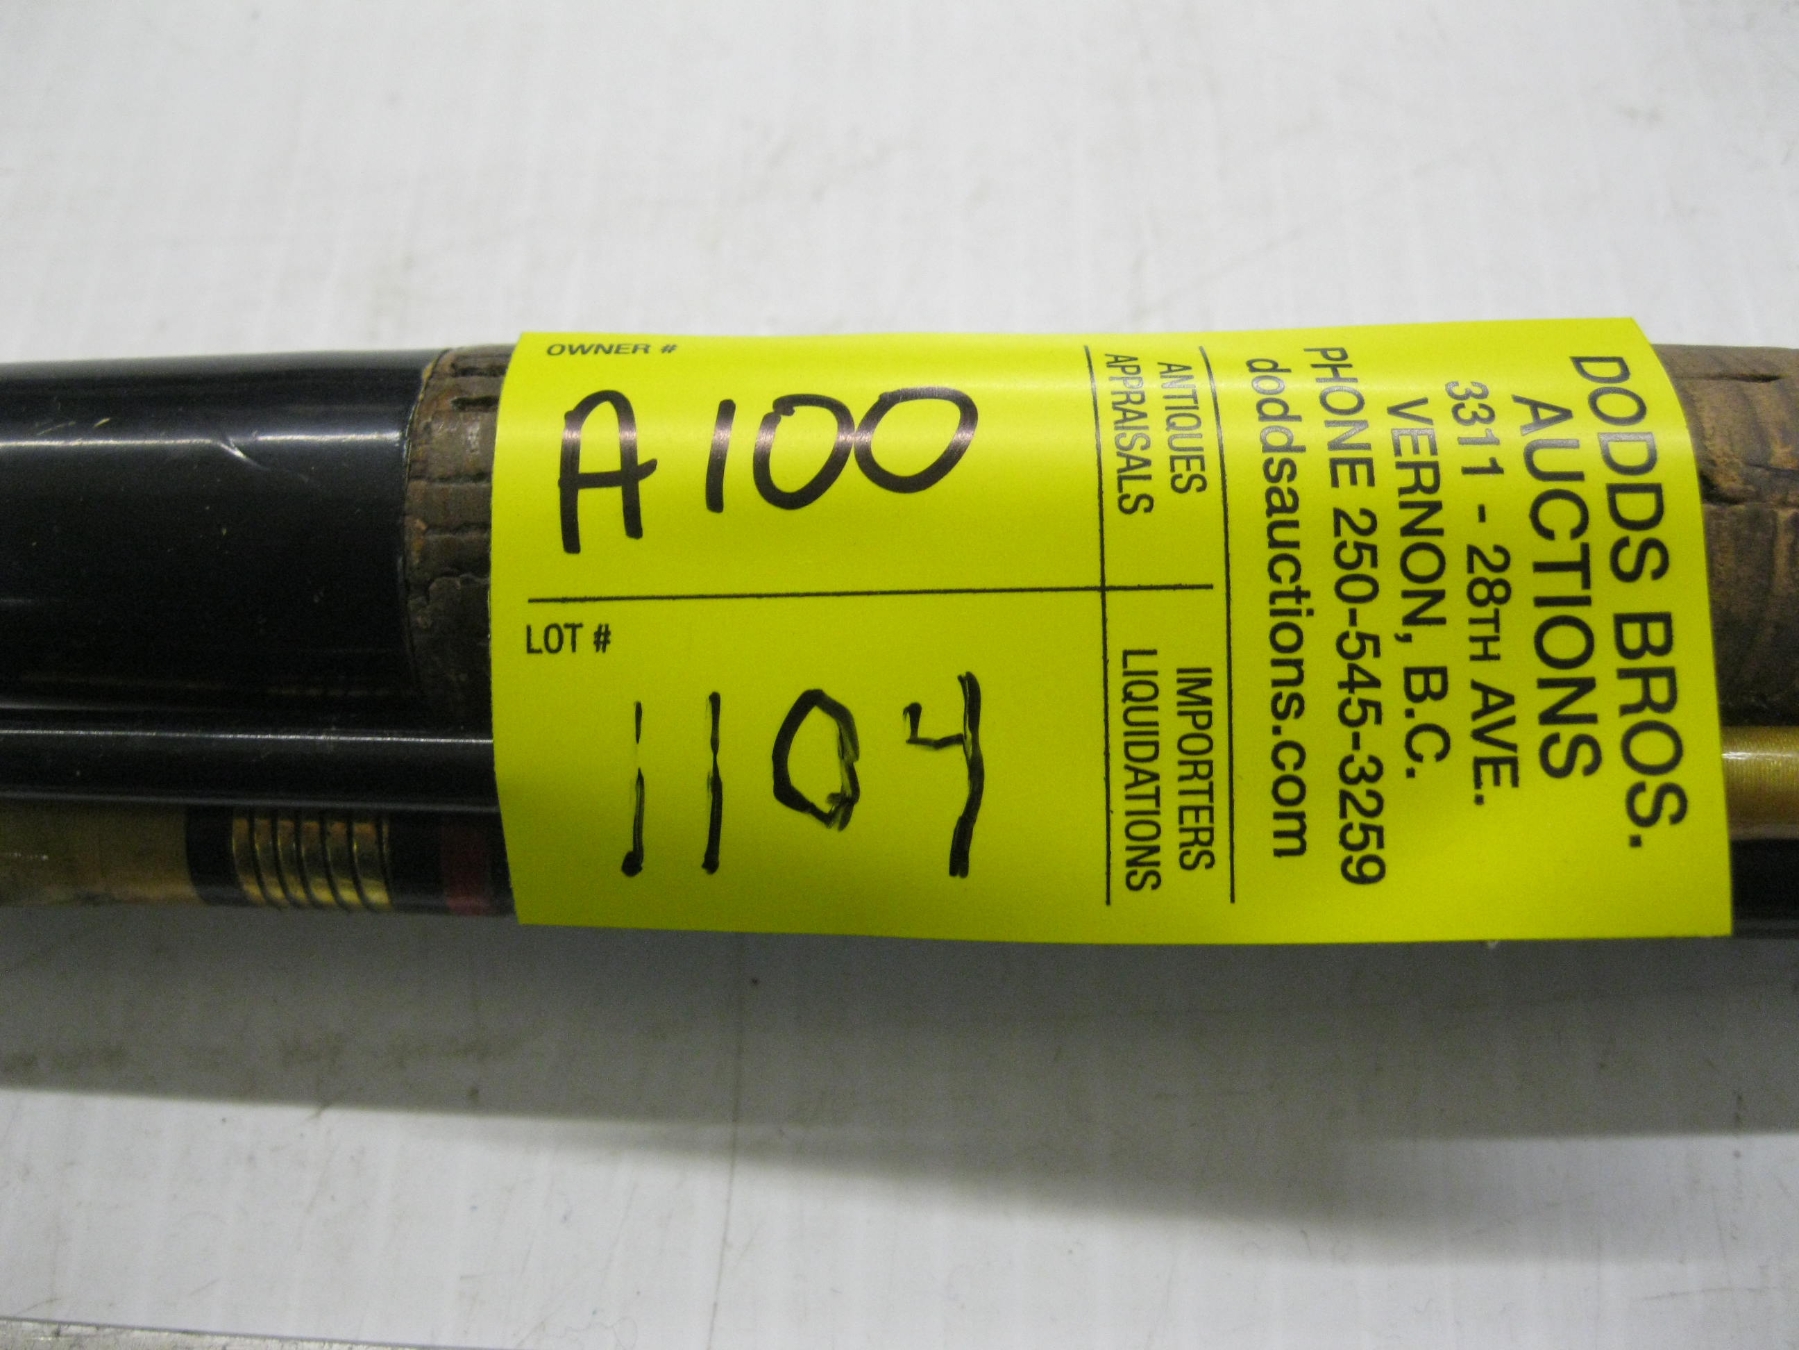 DODDS BROS.
AUCTIONS
3311 - 28TH AVE.
VERNON, B.C.
PHONE 250-545-3259
doddsauctions.com
ANTIQUES
APPRAISALS
IMPORTERS
LIQUIDATIONS
OWNER #
A100
LOT #
1104